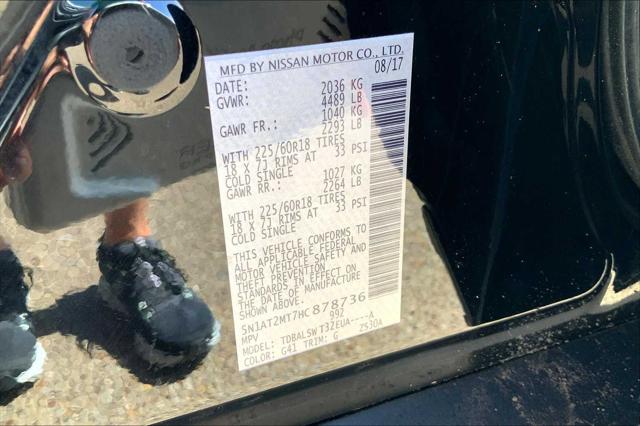 MFD BY NISSAN MOTOR CO., LTD.
DATE: 08/17
GVWR: 2036 KG
4489 LB
GAWR FR.: 1040 KG
2293 LB
WITH 225/60R18 TIRES
18 X 7J RIMS AT 33 PSI
COLD SINGLE
GAWR RR.: 1027 KG
2264 LB
WITH 225/60R18 TIRES
18 X 7J RIMS AT 33 PSI
COLD SINGLE
THIS VEHICLE CONFORMS TO
ALL APPLICABLE FEDERAL
MOTOR VEHICLE SAFETY AND
THEFT PREVENTION
STANDARDS IN EFFECT ON
THE DATE OF MANUFACTURE
SHOWN ABOVE.
5N1AT2MT7HC878736
MPV 992
MODEL: TDBALSWT32EUA----A
COLOR: G41 TRIM: G ZS30A